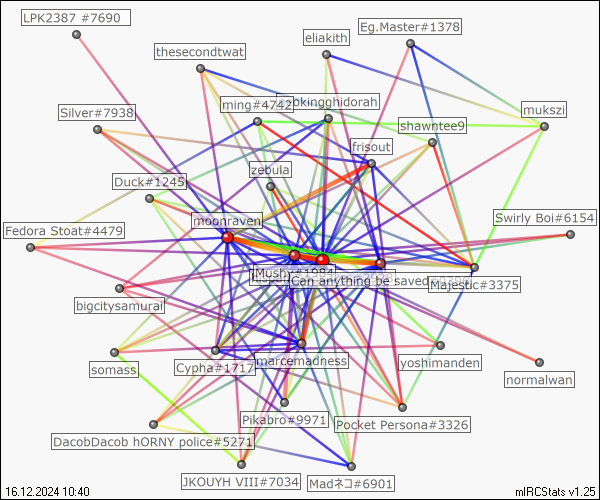 LPK2387 #7690
eliakith
Eg.Master#1378
thesecondtwat
ming#4742
okingghidorah
mukszi
Silver#7938
shawntee9
frisout
zebula
Duck#1245
moonraven
Swirly Boi#6154
Fedora Stoat#4479
Mushy#1984
Can anything be saved
Majestic#3375
bigcitysamurai
marcemadness
yoshimanden
somass
Cypha#1717
normalwan
Pikabro#9971
Pocket Persona#3326
DacobDacob hORNY police#5271
JKOUYH VIII#7034
Madネコ#6901
16.12.2024 10:40
mIRCStats v1.25